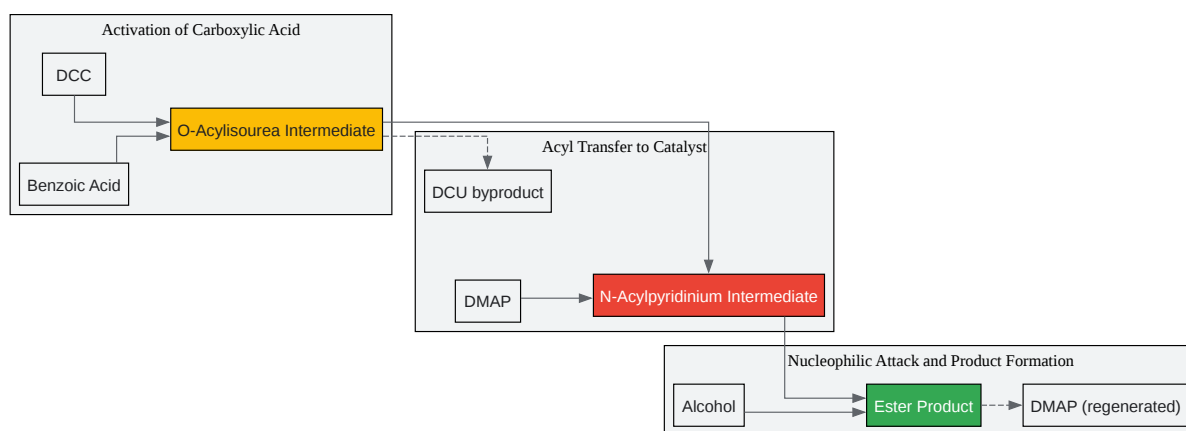 Activation of Carboxylic Acid
DCC
O-Acylisourea Intermediate
Benzoic Acid
Acyl Transfer to Catalyst
DCU byproduct
DMAP
N-Acylpyridinium Intermediate
Nucleophilic Attack and Product Formation
Alcohol
Ester Product
DMAP (regenerated)